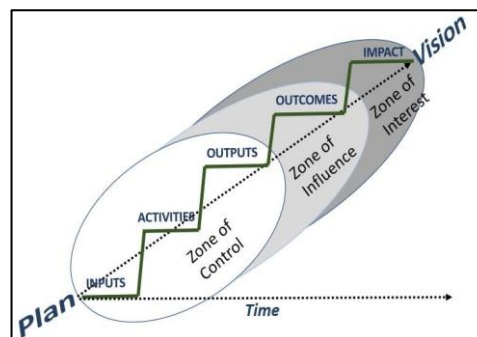 IMPACT
Vision
OUTCOMES
Zone of
Interest
OUTPUTS
Zone of
Influence
ACTIVITIES
Zone of
Control
INPUTS
Plan
Time